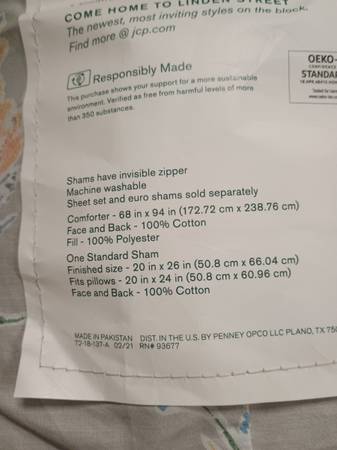 COME HOME TO LINDEN STREET
The newest, most inviting styles on the block.
Find more @ jcp.com
Responsibly Made
This purchase shows your support for a more sustainable
environment. Verified as free from harmful levels of more
than 350 substances.
OEKO-
STANDAR
Shams have invisible zipper
Machine washable
Sheet set and euro shams sold separately
Comforter - 68 in x 94 in (172.72 cm x 238.76 cm)
Face and Back - 100% Cotton
Fill - 100% Polyester
One Standard Sham
Finished size - 20 in x 26 in (50.8 cm x 66.04 cm)
Fits pillows - 20 in x 24 in (50.8 cm x 60.96 cm)
Face and Back - 100% Cotton
MADE IN PAKISTAN DIST. IN THE U.S. BY PENNEY OPCO LLC PLANO, TX 750
T2-18-137-A 02/21 RN# 93677